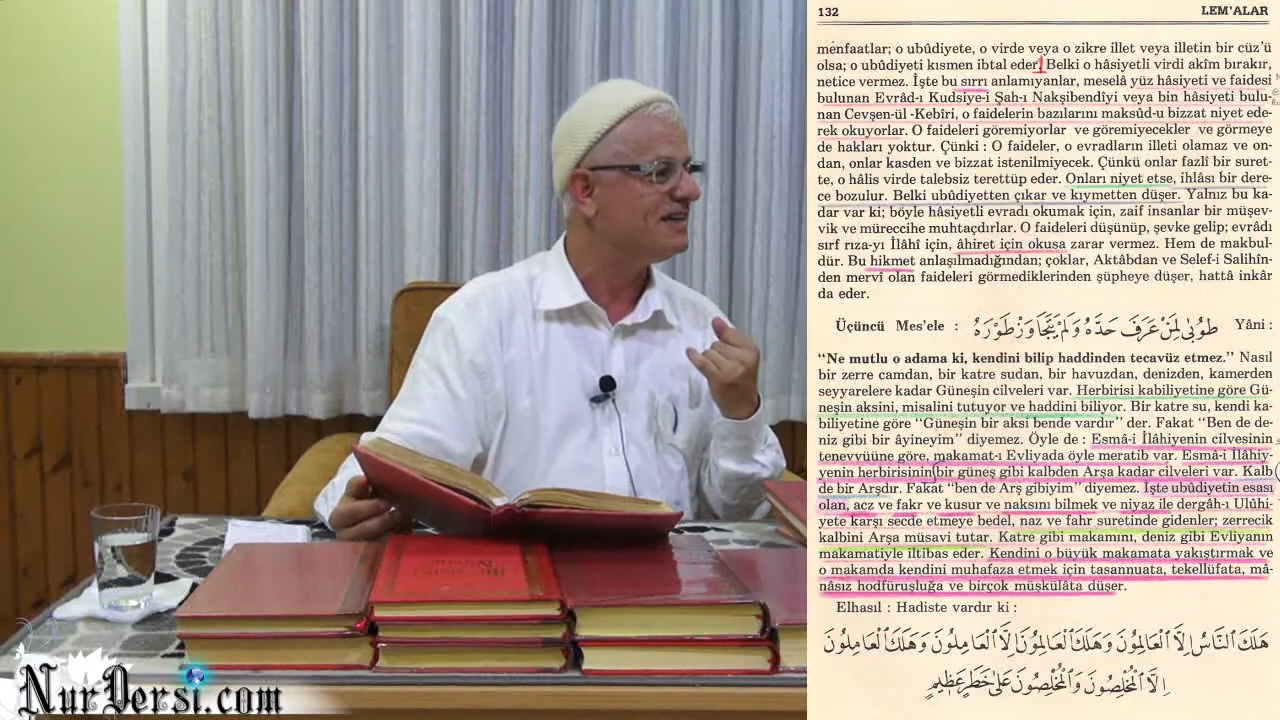 132 LEM'ALAR
menfaatlar; o ubûdiyete, o virde veya o zikre illet veya illetin bir cüz'ü
olsa; o ubûdiyeti kısmen ibtal eder. 1 Belki o hâsiyetli virdi akîm bırakır,
netice vermez. İşte bu sırrı anlamıyanlar, meselâ yüz hâsiyeti ve faidesi
bulunan Evrâd-ı Kudsiye-i Şah-ı Nakşibendîyi veya bin hâsiyeti bulu-
nan Cevşen-ül -Kebîri, o faidelerin bazılarını maksûd-u bizzat niyet ede-
rek okuyorlar. O faideleri göremiyorlar ve göremiyecekler ve görmeye
de hakları yoktur. Çünki : O faideler, o evradların illeti olamaz ve on-
dan, onlar kasden ve bizzat istenilmiyecek. Çünkü onlar fazlî bir suret-
te, o hâlis virde talebsiz terettüp eder. Onları niyet etse, ihlâsı bir dere-
ce bozulur. Belki ubûdiyetten çıkar ve kıymetten düşer. Yalnız bu ka-
dar var ki; böyle hâsiyetli evradı okumak için, zaif insanlar bir müşev-
vik ve müreccihe muhtaçdırlar. O faideleri düşünüp, şevke gelip; evrâdı
sırf rıza-yı İlâhî için, âhiret için okusa zarar vermez. Hem de makbul-
dür. Bu hikmet anlaşılmadığından; çoklar, Aktâbdan ve Selef-i Salihîn-
den mervî olan faideleri görmediklerinden şüpheye düşer, hattâ inkâr
da eder.
Üçüncü Mes'ele : طُوبٰى لِمَنْ عَرَفَ حَدَّهُ وَلَمْ يَتَجَاوَزْ طَوْرَهُ Yâni :
"Ne mutlu o adama ki, kendini bilip haddinden tecavüz etmez." Nasıl
bir zerre camdan, bir katre sudan, bir havuzdan, denizden, kamerden
seyyarelere kadar Güneşin cilveleri var. Herbirisi kabiliyetine göre Gü-
neşin aksini, misalini tutuyor ve haddini biliyor. Bir katre su, kendi ka-
biliyetine göre "Güneşin bir aksi bende vardır" der. Fakat "Ben de de-
niz gibi bir âyineyim" diyemez. Öyle de : Esmâ-i İlâhiyenin cilvesinin
tenevvüüne göre, makamat-ı Evliyada öyle meratib var. Esmâ-i İlâhiy-
yenin herbirisinin bir güneş gibi kalbden Arşa kadar cilveleri var. Kalb
de bir Arşdır. Fakat "ben de Arş gibiyim" diyemez. İşte ubûdiyetin esası
olan, acz ve fakr ve kusur ve naksını bilmek ve niyaz ile dergâh-ı Ulûhi-
yete karşı secde etmeye bedel, naz ve fahr suretinde gidenler; zerrecik
kalbini Arşa müsavi tutar. Katre gibi makamını, deniz gibi Evliyanın
makamatiyle iltibas eder. Kendini o büyük makamata yakıştırmak ve
o makamda kendini muhafaza etmek için tasannuata, tekellüfata, mâ-
nâsız hodfüruşluğa ve birçok müşkülâta düşer.
Elhasıl : Hadiste vardır ki :
هَلَكَ النَّاسُ اِلَّا الْعَالِمُونَ وَهَلَكَ الْعَالِمُونَ اِلَّا الْعَامِلُونَ وَهَلَكَ الْعَامِلُونَ
اِلَّا الْمُخْلِصُونَ وَالْمُخْلِصُونَ عَلٰى خَطَرٍ عَظِيمٍ
NurDersi.com